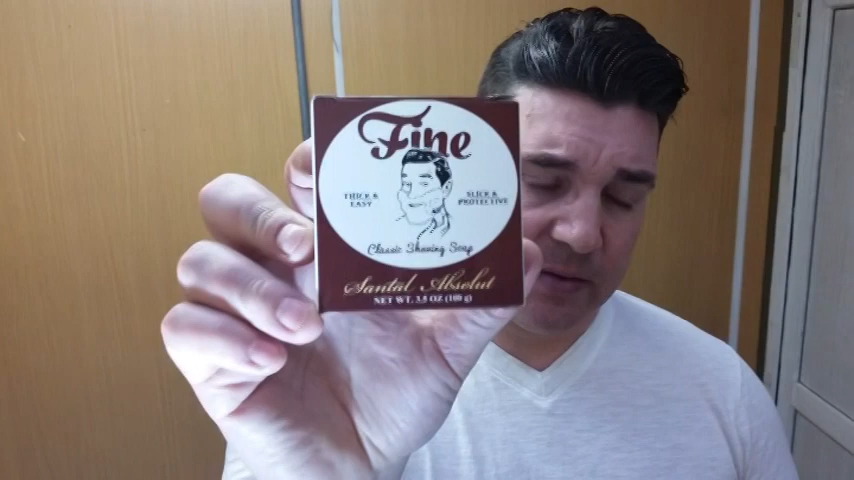 Fine
THICK &
EASY
SLICK &
PROTECTIVE
Classic Shaving Soap
Santal Absolut
NET WT. 3.5 OZ (100 g)